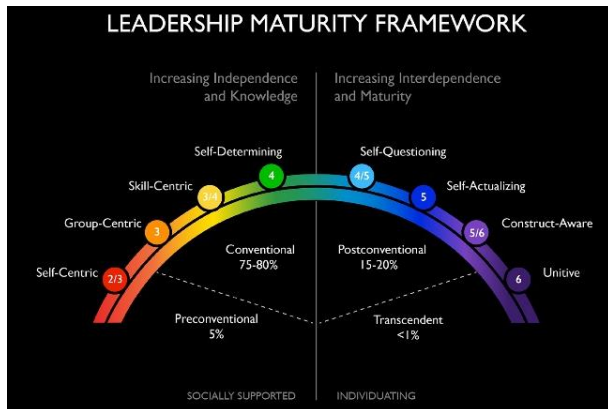 LEADERSHIP MATURITY FRAMEWORK
Increasing Independence
and Knowledge
Increasing Interdependence
and Maturity
Self-Determining
4
4/5
Self-Questioning
Skill-Centric
3/4
5
Self-Actualizing
Group-Centric
3
5/6
Construct-Aware
Self-Centric
2/3
6
Unitive
Conventional
75-80%
Postconventional
15-20%
Preconventional
5%
Transcendent
<1%
SOCIALLY SUPPORTED
INDIVIDUATING